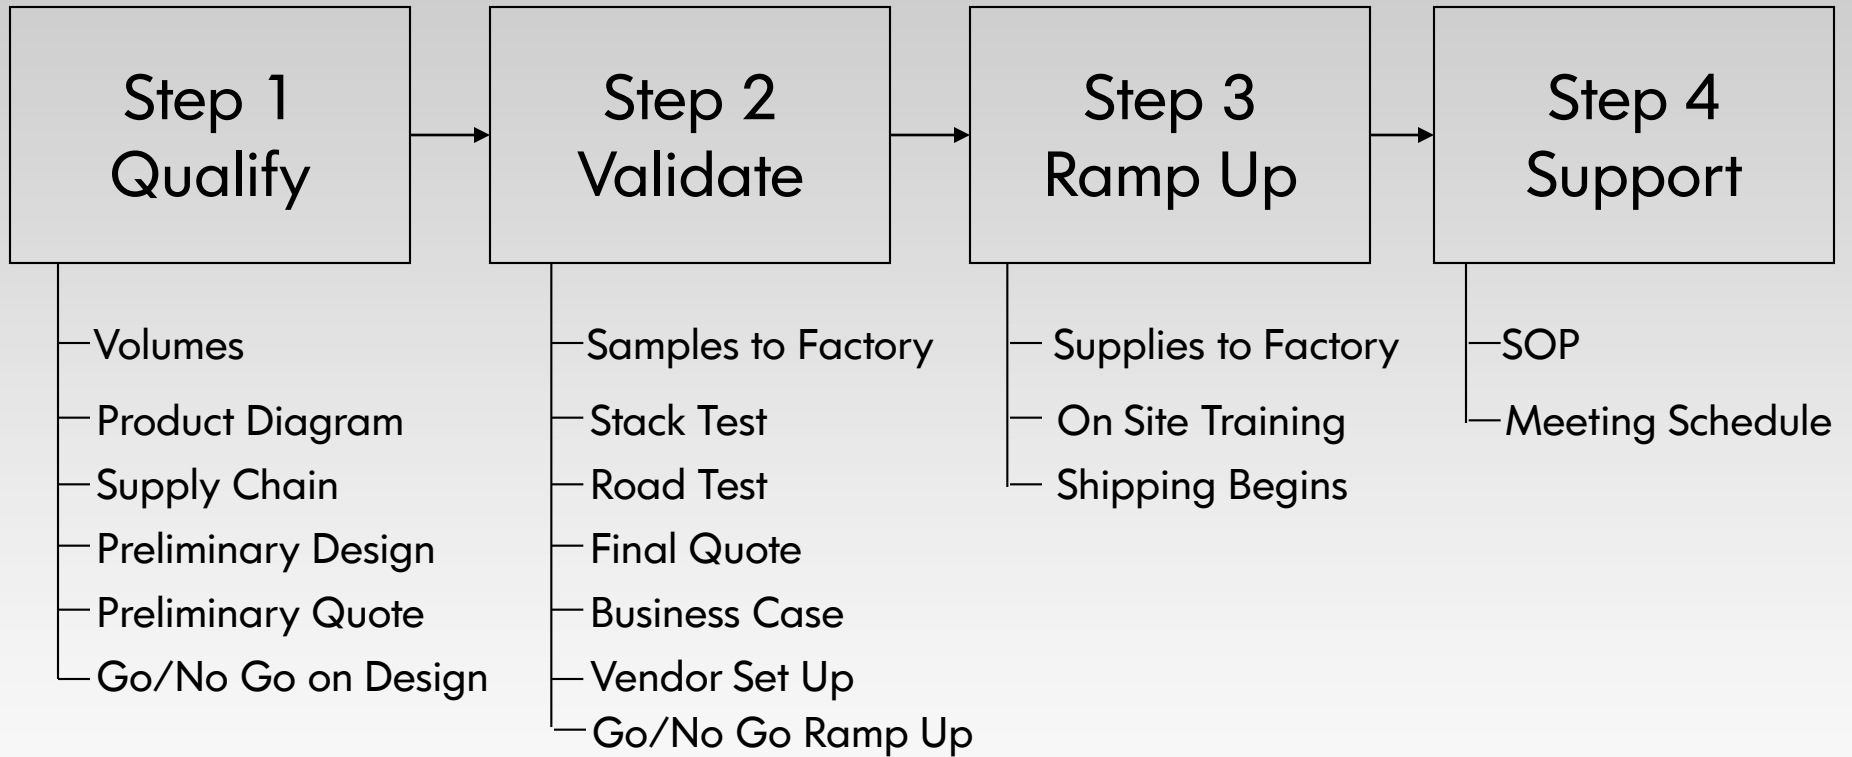 Step 1
Qualify
Volumes
Product Diagram
Supply Chain
Preliminary Design
Preliminary Quote
Go/No Go on Design
Step 2
Validate
Samples to Factory
Stack Test
Road Test
Final Quote
Business Case
Vendor Set Up
Go/No Go Ramp Up
Step 3
Ramp Up
Supplies to Factory
On Site Training
Shipping Begins
Step 4
Support
SOP
Meeting Schedule